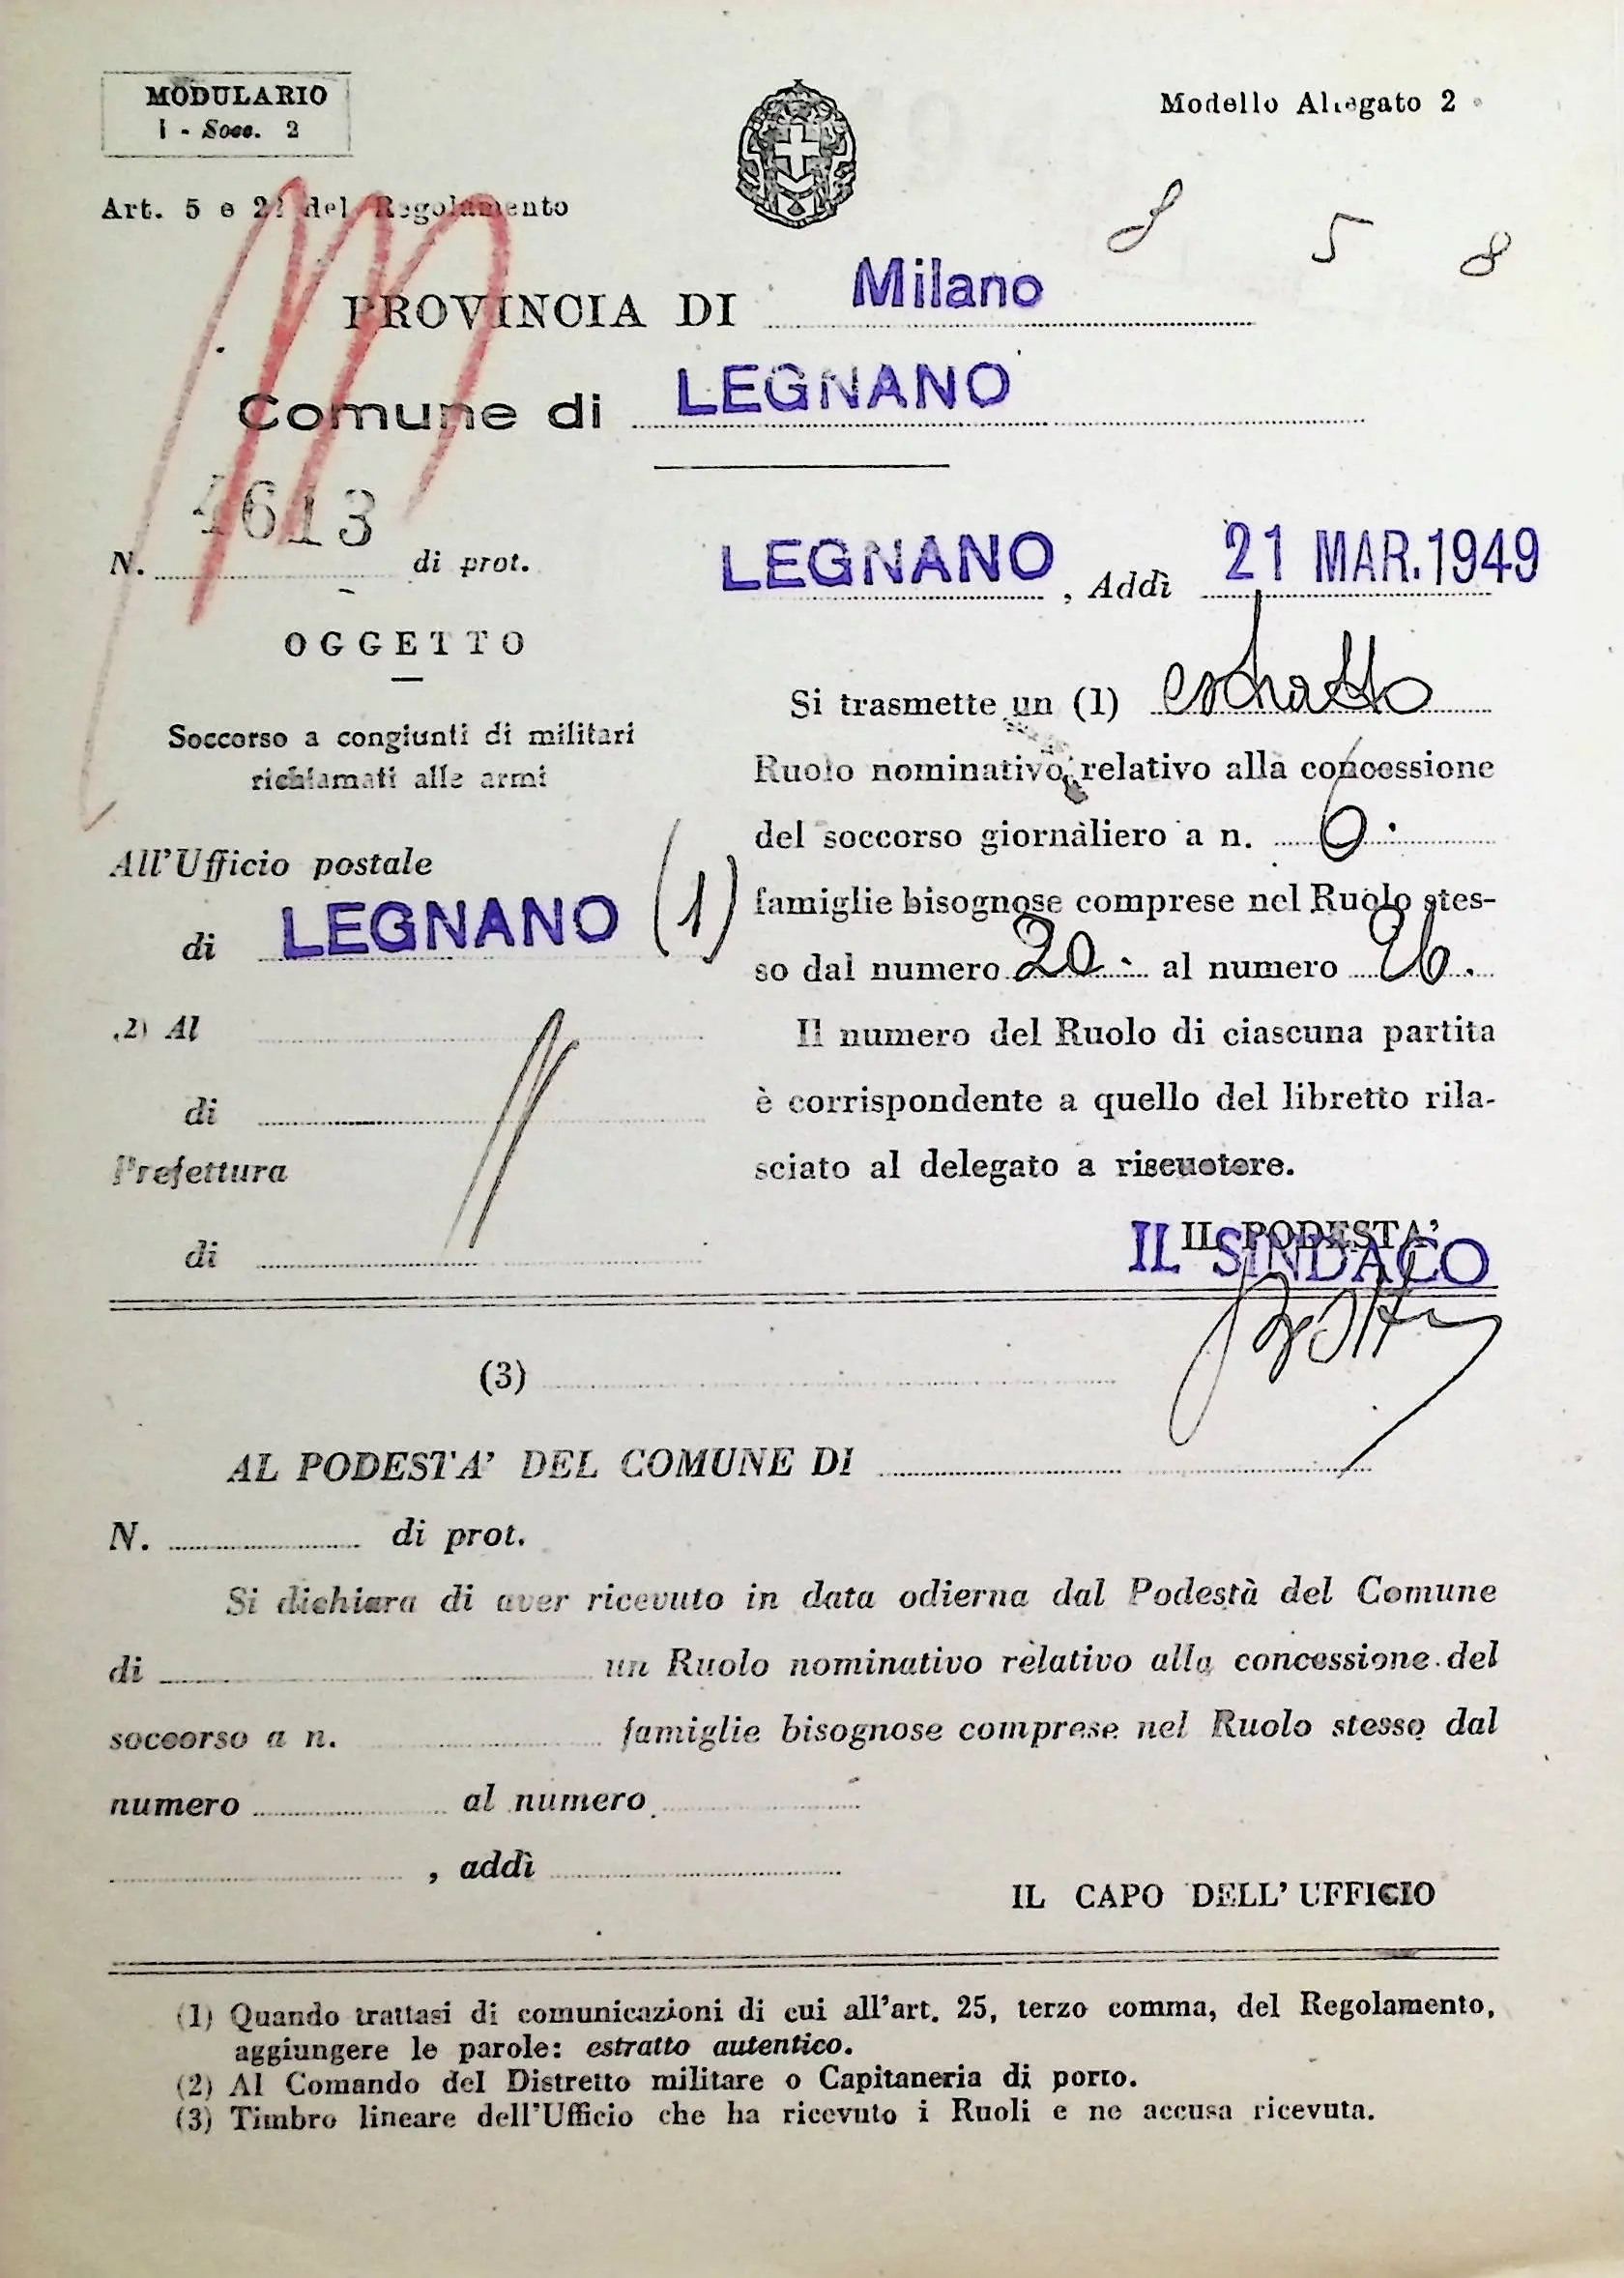 MODULARIO
I - Socc. 2
Modello Allegato 2
Art. 5 e 2 del Regolamento
8 5 8
PROVINCIA DI Milano
Comune di LEGNANO
N. 4613 di prot.
LEGNANO, Addì 21 MAR. 1949
OGGETTO
Soccorso a congiunti di militari
richiamati alle armi
All'Ufficio postale
di LEGNANO (1)
(2) Al
di
Prefettura
di
Si trasmette un (1) estratto
Ruolo nominativo relativo alla concessione
del soccorso giornaliero a n. 6.
famiglie bisognose comprese nel Ruolo stes-
so dal numero 20. al numero 26.
Il numero del Ruolo di ciascuna partita
è corrispondente a quello del libretto rila-
sciato al delegato a riscuotere.
IL PODESTA'
IL SINDACO
(3)
AL PODESTA' DEL COMUNE DI
N. di prot.
Si dichiara di aver ricevuto in data odierna dal Podestà del Comune
di un Ruolo nominativo relativo alla concessione del
soccorso a n. famiglie bisognose comprese nel Ruolo stesso dal
numero al numero
, addì
IL CAPO DELL'UFFICIO
(1) Quando trattasi di comunicazioni di cui all'art. 25, terzo comma, del Regolamento,
aggiungere le parole: estratto autentico.
(2) Al Comando del Distretto militare o Capitaneria di porto.
(3) Timbro lineare dell'Ufficio che ha ricevuto i Ruoli e ne accusa ricevuta.